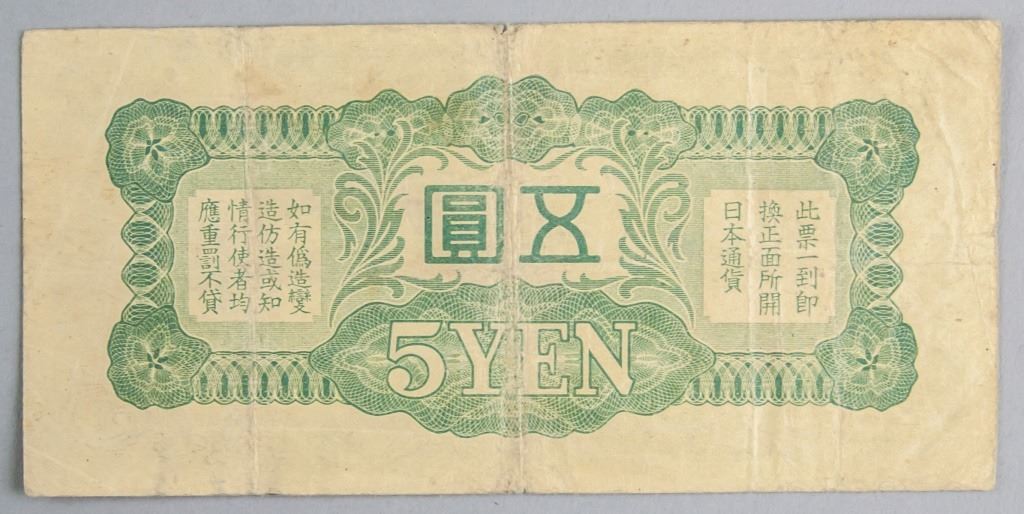 此票一到卽
換正面所開
日本通貨
五圓
如有僞造變
造仿造或知
情行使者均
應重罰不貸
5YEN